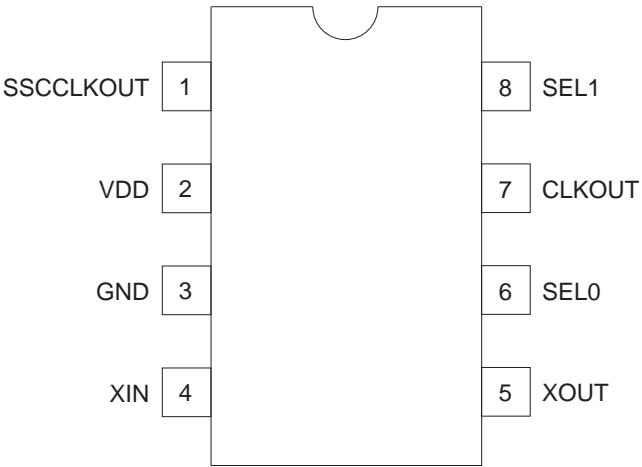 SSCCLKOUT 1 8 SEL1
VDD 2 7 CLKOUT
GND 3 6 SEL0
XIN 4 5 XOUT